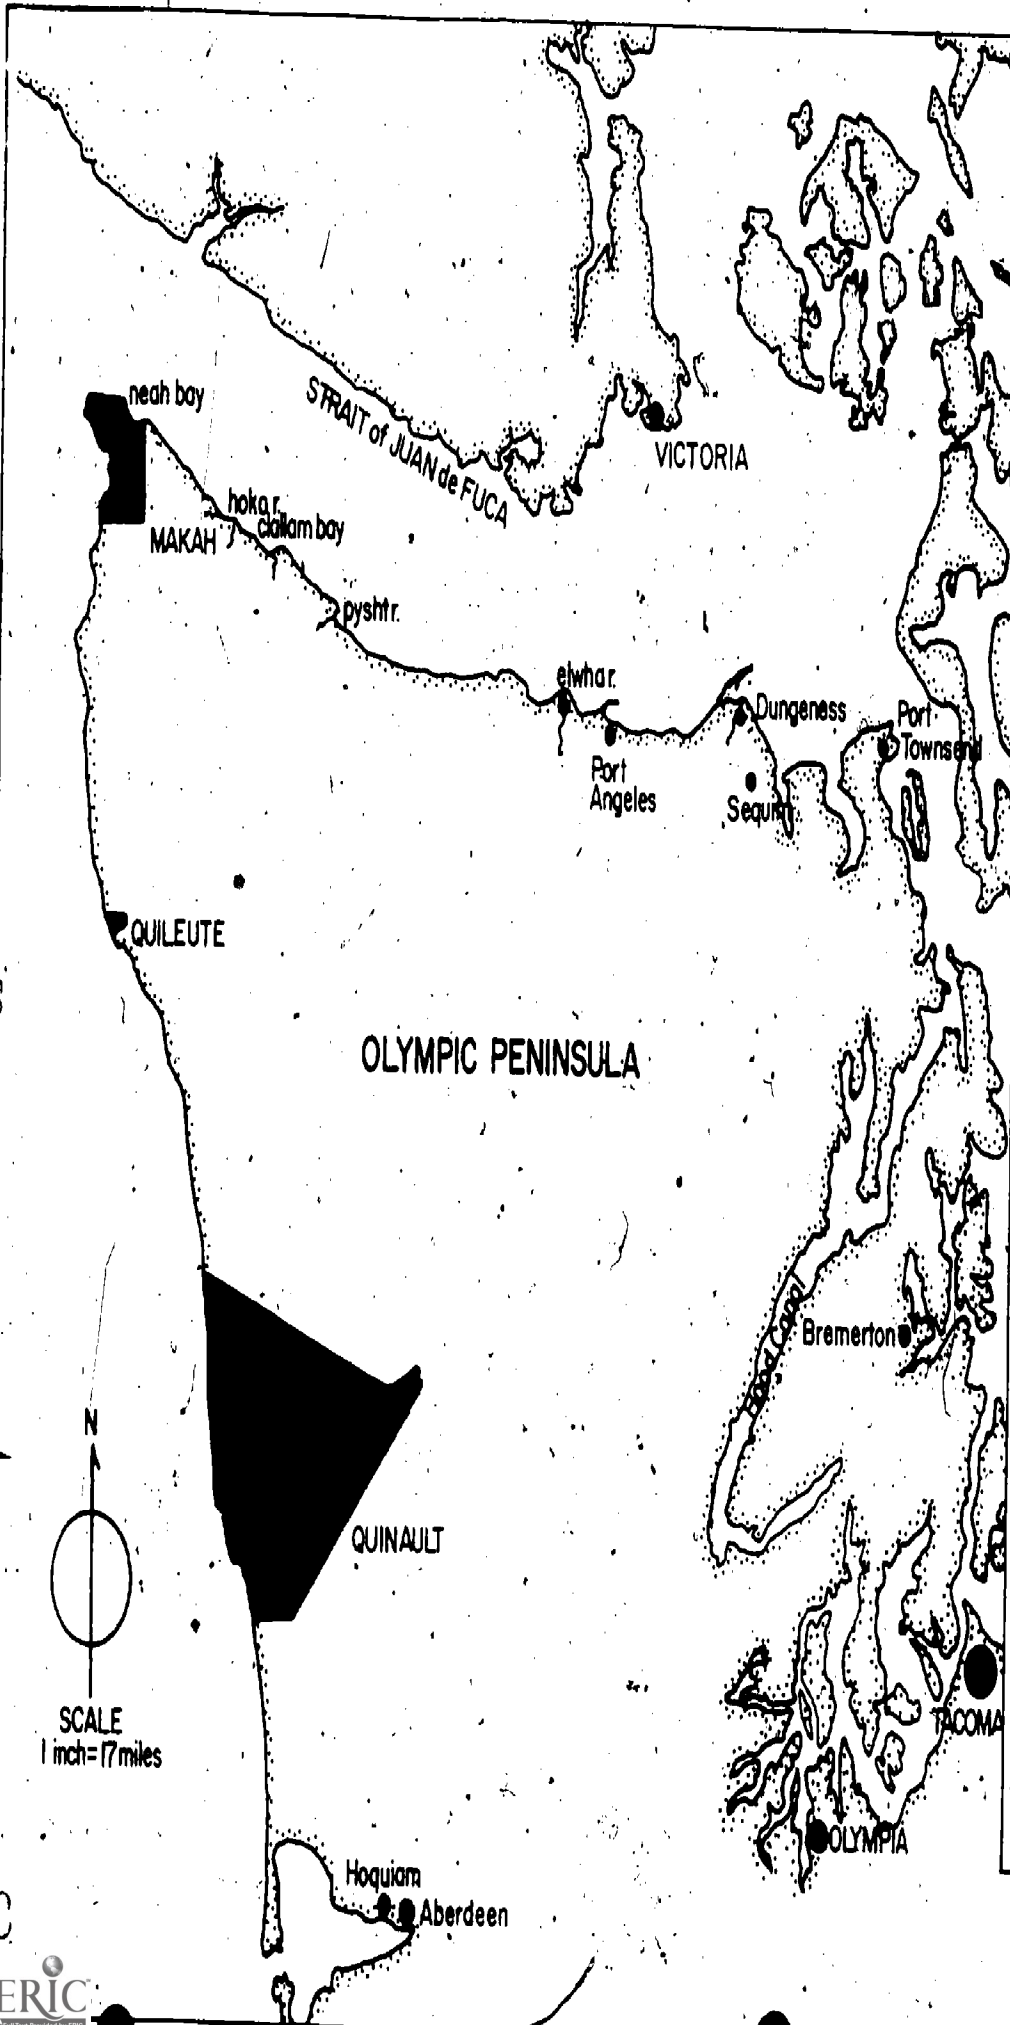 neah bay
STRAIT of JUAN de FUCA
VICTORIA
hoko r.
clallam bay
MAKAH
pysht r.
elwha r.
Dungeness
Port
Townsend
Port
Angeles
Sequim
QUILEUTE
OLYMPIC PENINSULA
Hood Canal
Bremerton
N
QUINAULT
SCALE
1 inch=17 miles
TACOMA
OLYMPIA
Hoquiam
Aberdeen
ERIC